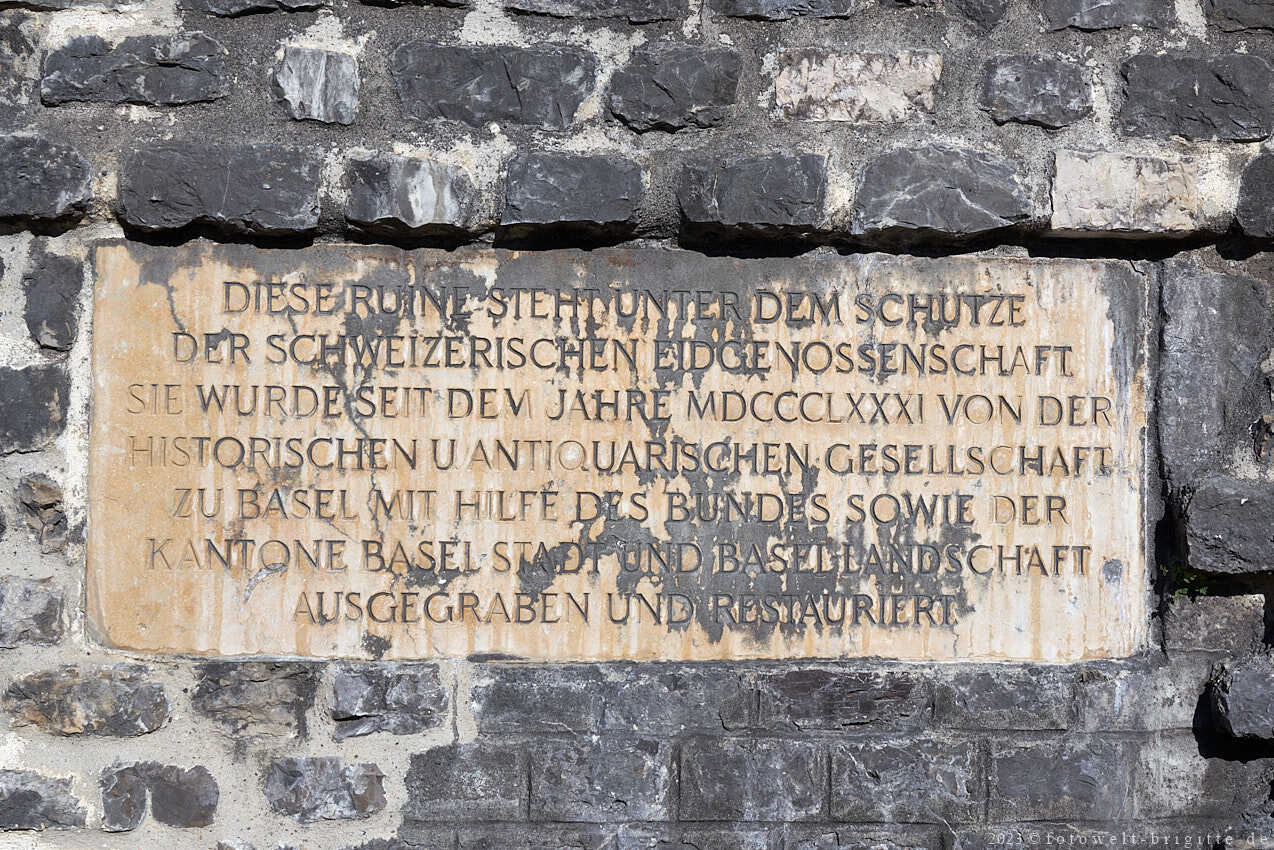 DIESE RUINE STEHT UNTER DEM SCHUTZE
DER SCHWEIZERISCHEN EIDGENOSSENSCHAFT.
SIE WURDE SEIT DEM JAHRE MDCCCCLXXXI VON DER
HISTORISCHEN U. ANTIQUARISCHEN GESELLSCHAFT
ZU BASEL MIT HILFE DES BUNDES SOWIE DER
KANTONE BASEL-STADT UND BASEL-LANDSCHAFT
AUSGEGRABEN UND RESTAURIERT.
2023©fotowelt-brigitte.de